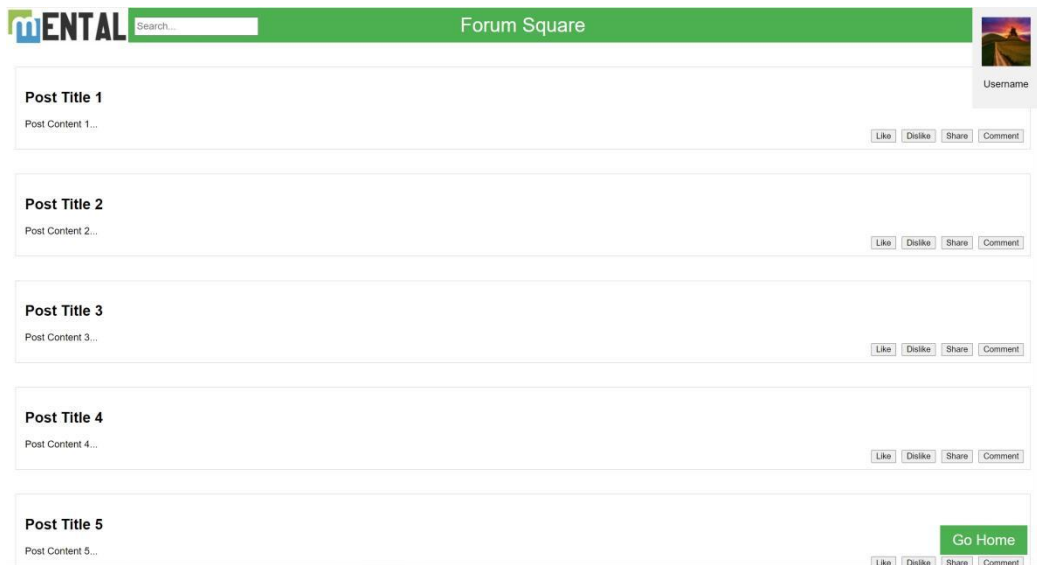 mENTAL
Search...
Forum Square
Username
Post Title 1
Post Content 1...
Like Dislike Share Comment
Post Title 2
Post Content 2...
Like Dislike Share Comment
Post Title 3
Post Content 3...
Like Dislike Share Comment
Post Title 4
Post Content 4...
Like Dislike Share Comment
Post Title 5
Go Home
Post Content 5...
Like Dislike Share Comment